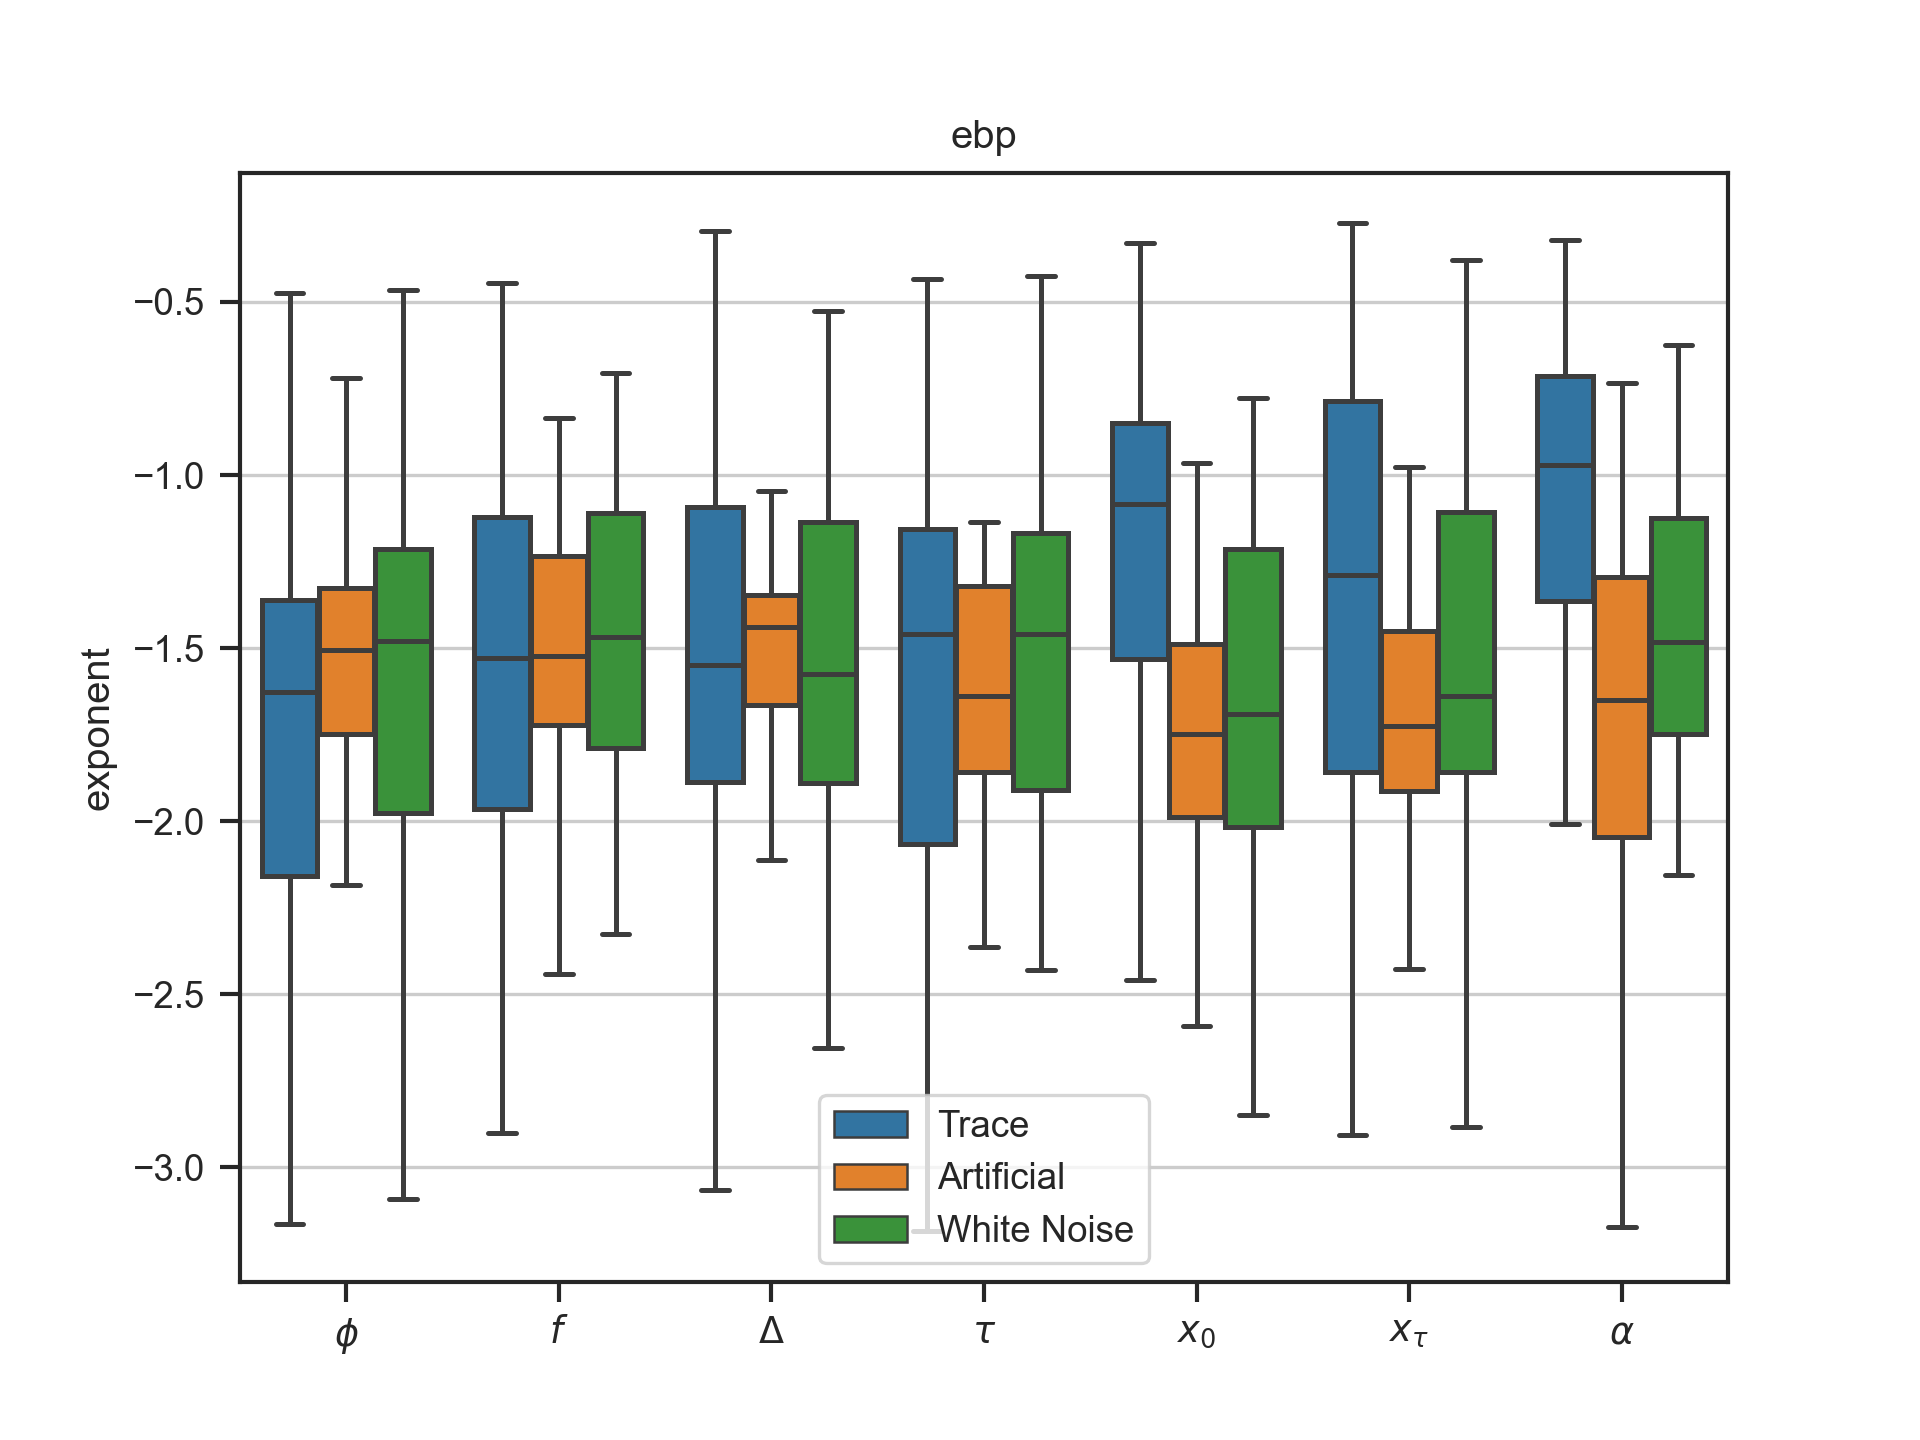 ebp
exponent
−0.5
−1.0
−1.5
−2.0
−2.5
−3.0
Trace
Artificial
White Noise
ϕ f Δ τ x₀ x_τ α